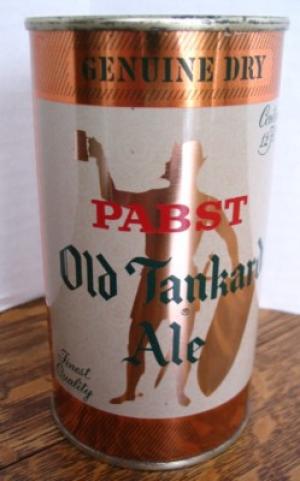 GENUINE DRY
PABST
Old Tankard
®
Ale
Finest
Quality